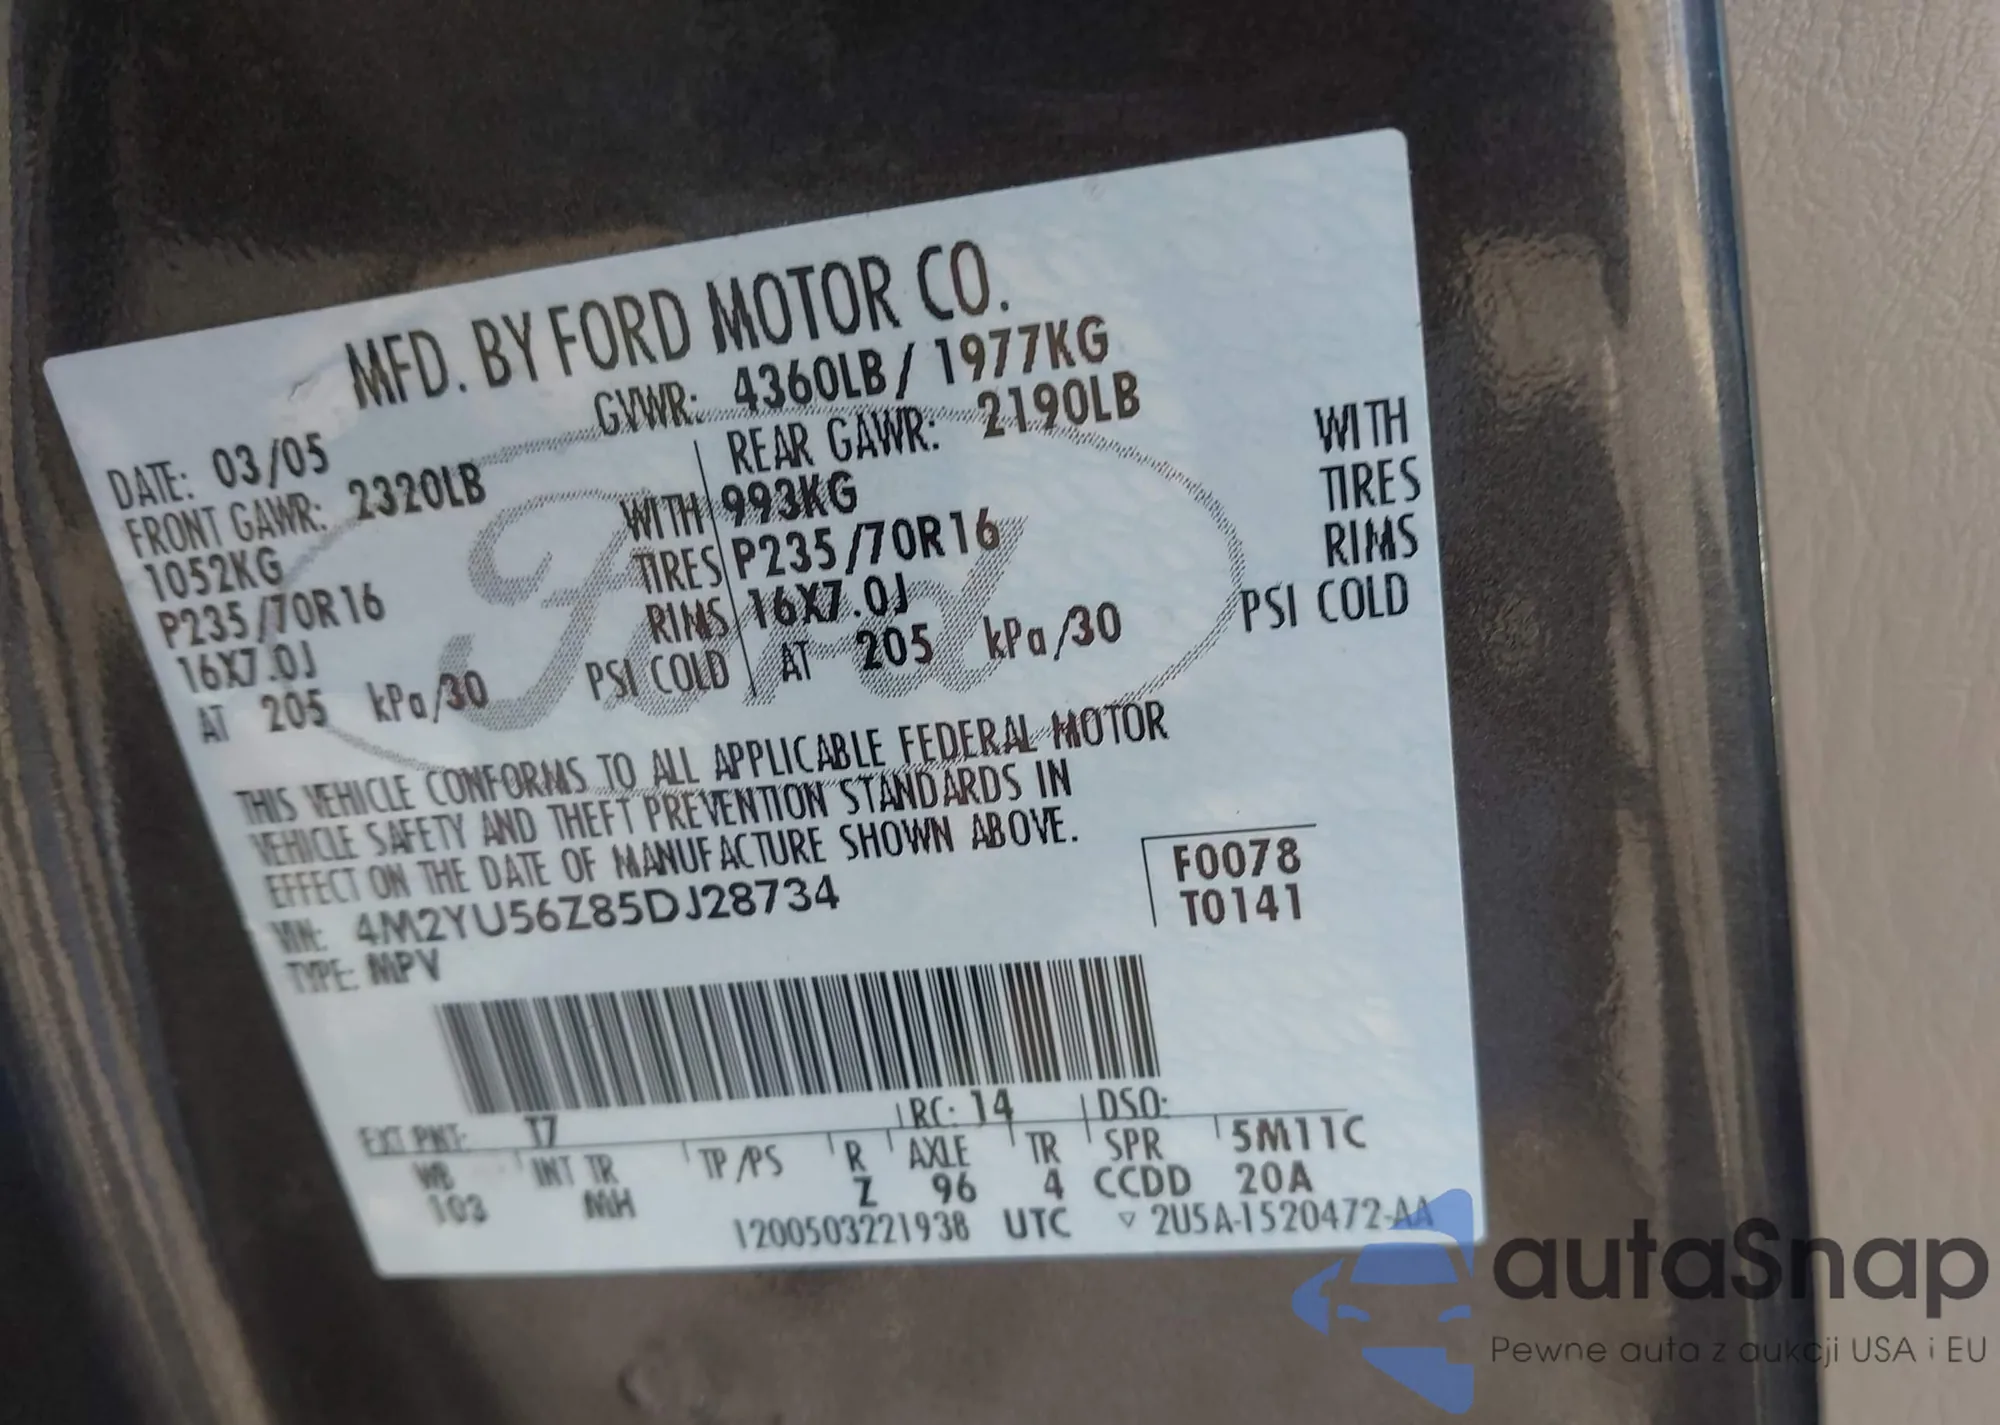 MFD. BY FORD MOTOR CO.
GVWR: 4360LB / 1977KG
DATE: 03/05
FRONT GAWR: 2320LB
1052KG WITH
P235/70R16 TIRES
16X7.0J RIMS
AT 205 kPa/30 PSI COLD
REAR GAWR: 2190LB
993KG WITH
P235/70R16 TIRES
16X7.0J RIMS
AT 205 kPa/30 PSI COLD
Ford
THIS VEHICLE CONFORMS TO ALL APPLICABLE FEDERAL MOTOR
VEHICLE SAFETY AND THEFT PREVENTION STANDARDS IN
EFFECT ON THE DATE OF MANUFACTURE SHOWN ABOVE.
VIN: 4M2YU56Z85DJ28734
TYPE: MPV
F0078
T0141
EXT PNT: T7 RC: 14 DSO:
WB INT TR TP/PS R AXLE TR SPR 5M11C
103 MH Z 96 4 CCDD 20A
1200503221938 UTC ▽ 2U5A-1520472-AA
autaSnap
Pewne auta z aukcji USA i EU